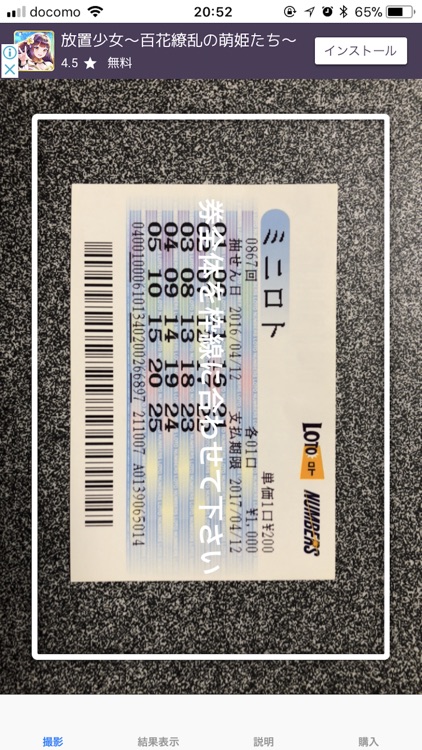 docomo 20:52 65%
放置少女〜百花繚乱の萌姫たち〜
4.5 ★ 無料
インストール
券全体を枠線に合わせて下さい
ミニロト
LOTO ロト NUMBERS
単価1口¥200
0867回 各01口 ¥1,000
抽せん日 2016/04/12 支払期限 2017/04/12
03 08 13 18 23
04 09 14 19 24
05 10 15 20 25
撮影 結果表示 説明 購入